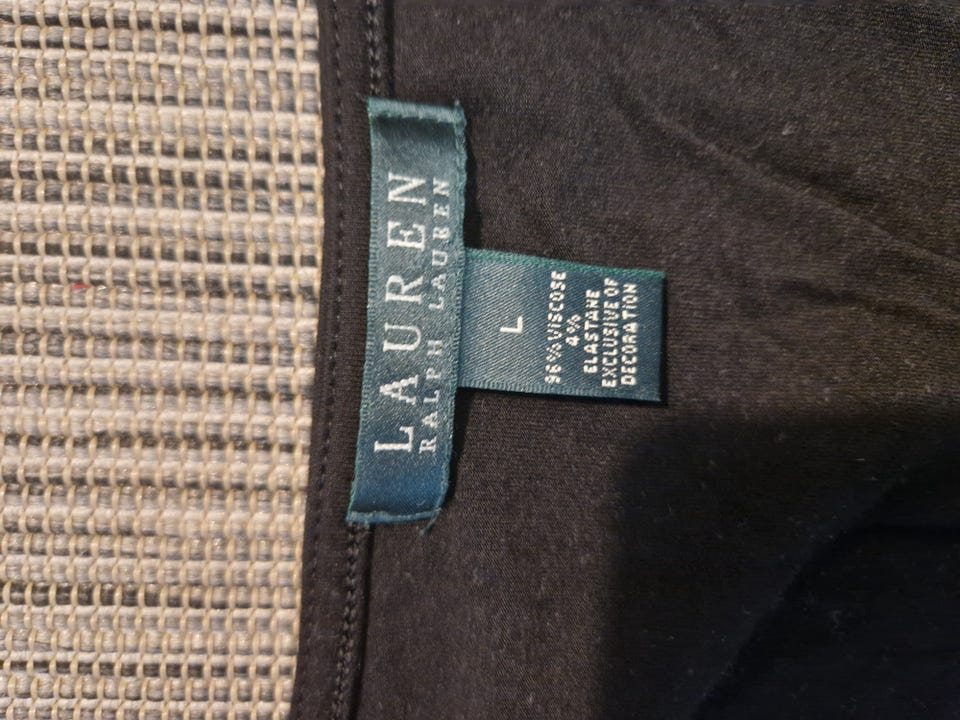 LAUREN
RALPH LAUREN
L
96% VISCOSE
4%
ELASTANE
EXCLUSIVE OF
DECORATION